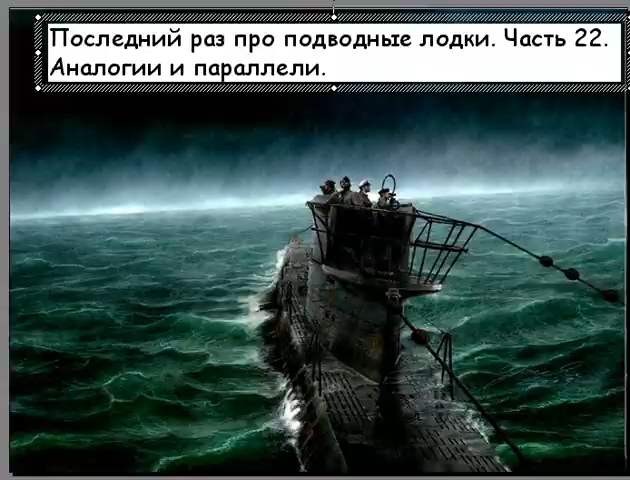 Последний раз про подводные лодки. Часть 22.
Аналогии и параллели.